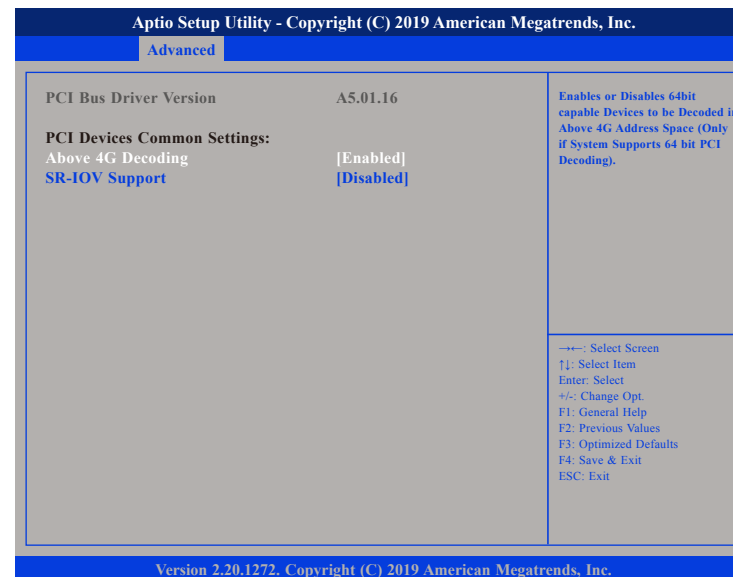 Aptio Setup Utility - Copyright (C) 2019 American Megatrends, Inc.
Advanced
PCI Bus Driver Version A5.01.16
PCI Devices Common Settings:
Above 4G Decoding [Enabled]
SR-IOV Support [Disabled]
Enables or Disables 64bit
capable Devices to be Decoded
Above 4G Address Space (Only
if System Supports 64 bit PCI
Decoding).
→←: Select Screen
↑↓: Select Item
Enter: Select
+/-: Change Opt.
F1: General Help
F2: Previous Values
F3: Optimized Defaults
F4: Save & Exit
ESC: Exit
Version 2.20.1272. Copyright (C) 2019 American Megatrends, Inc.